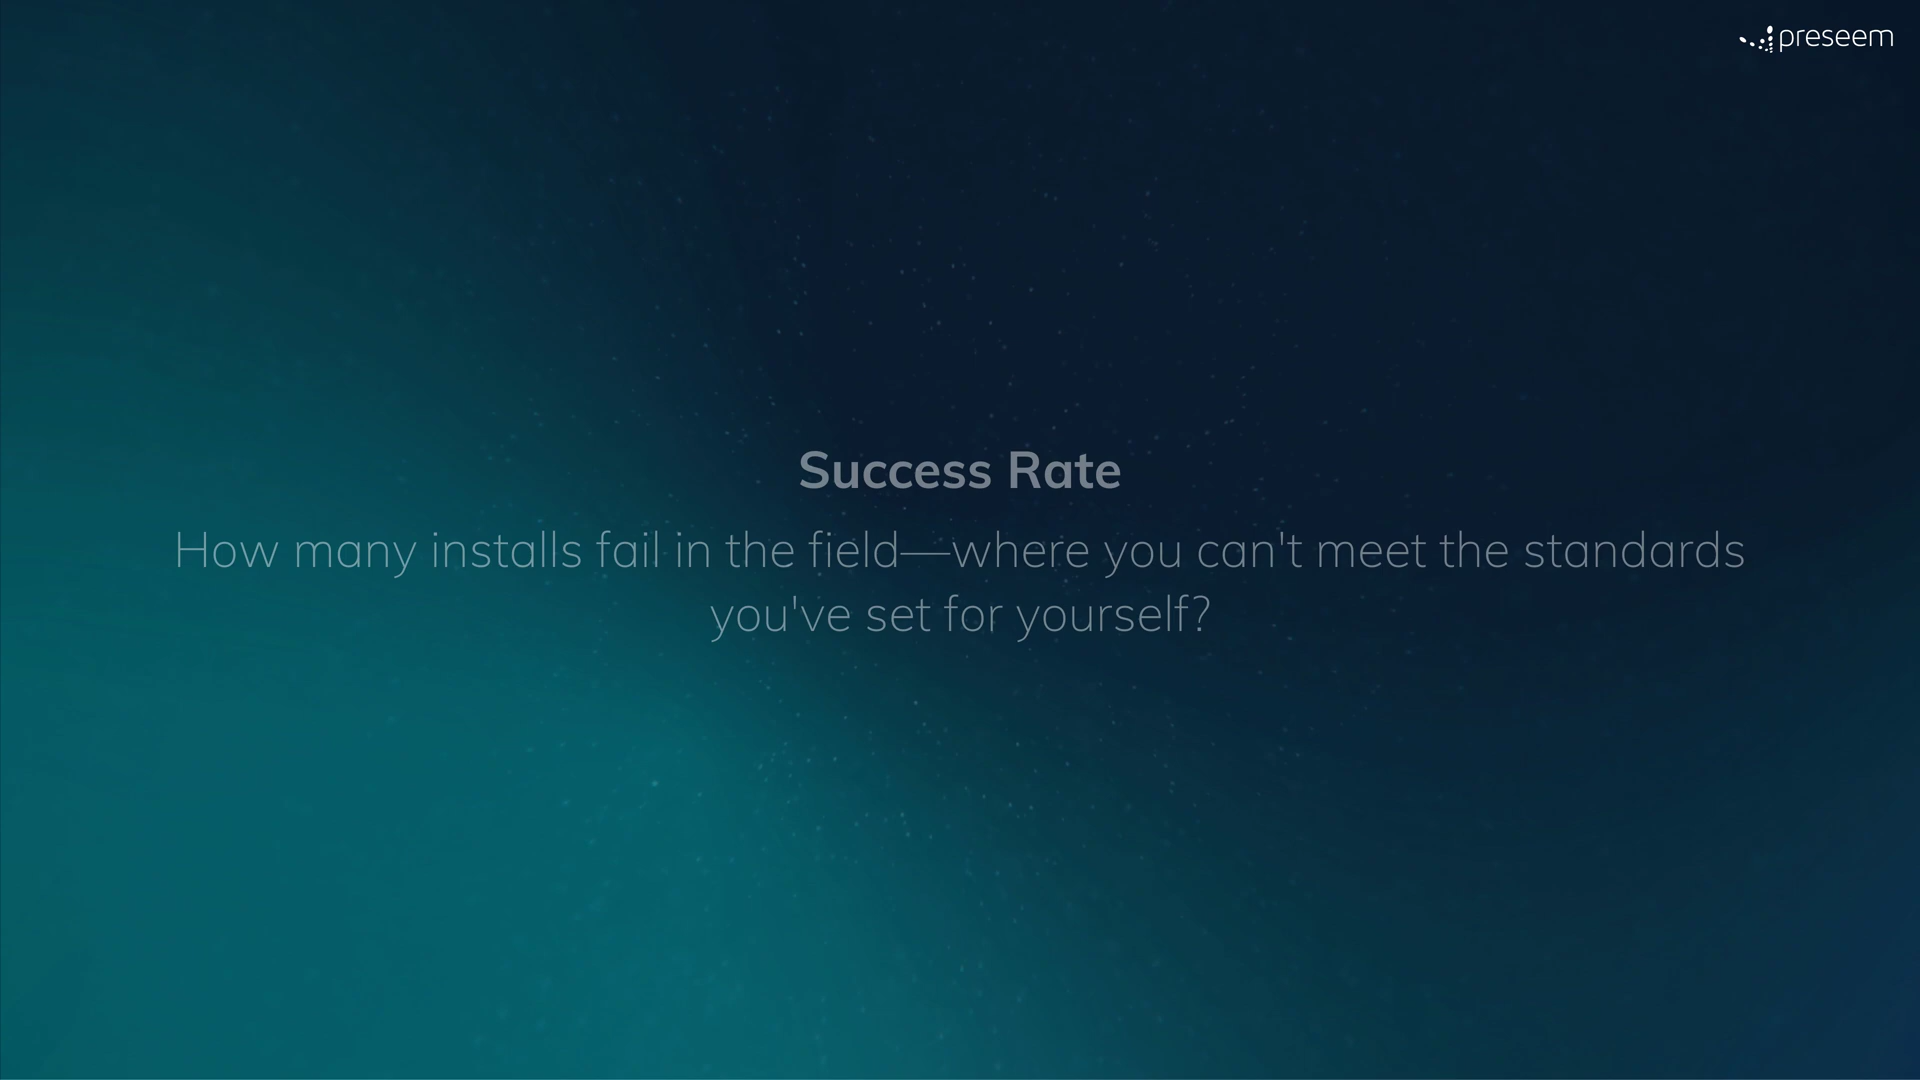 preseem
Success Rate
How many installs fail in the field—where you can't meet the standards
you've set for yourself?